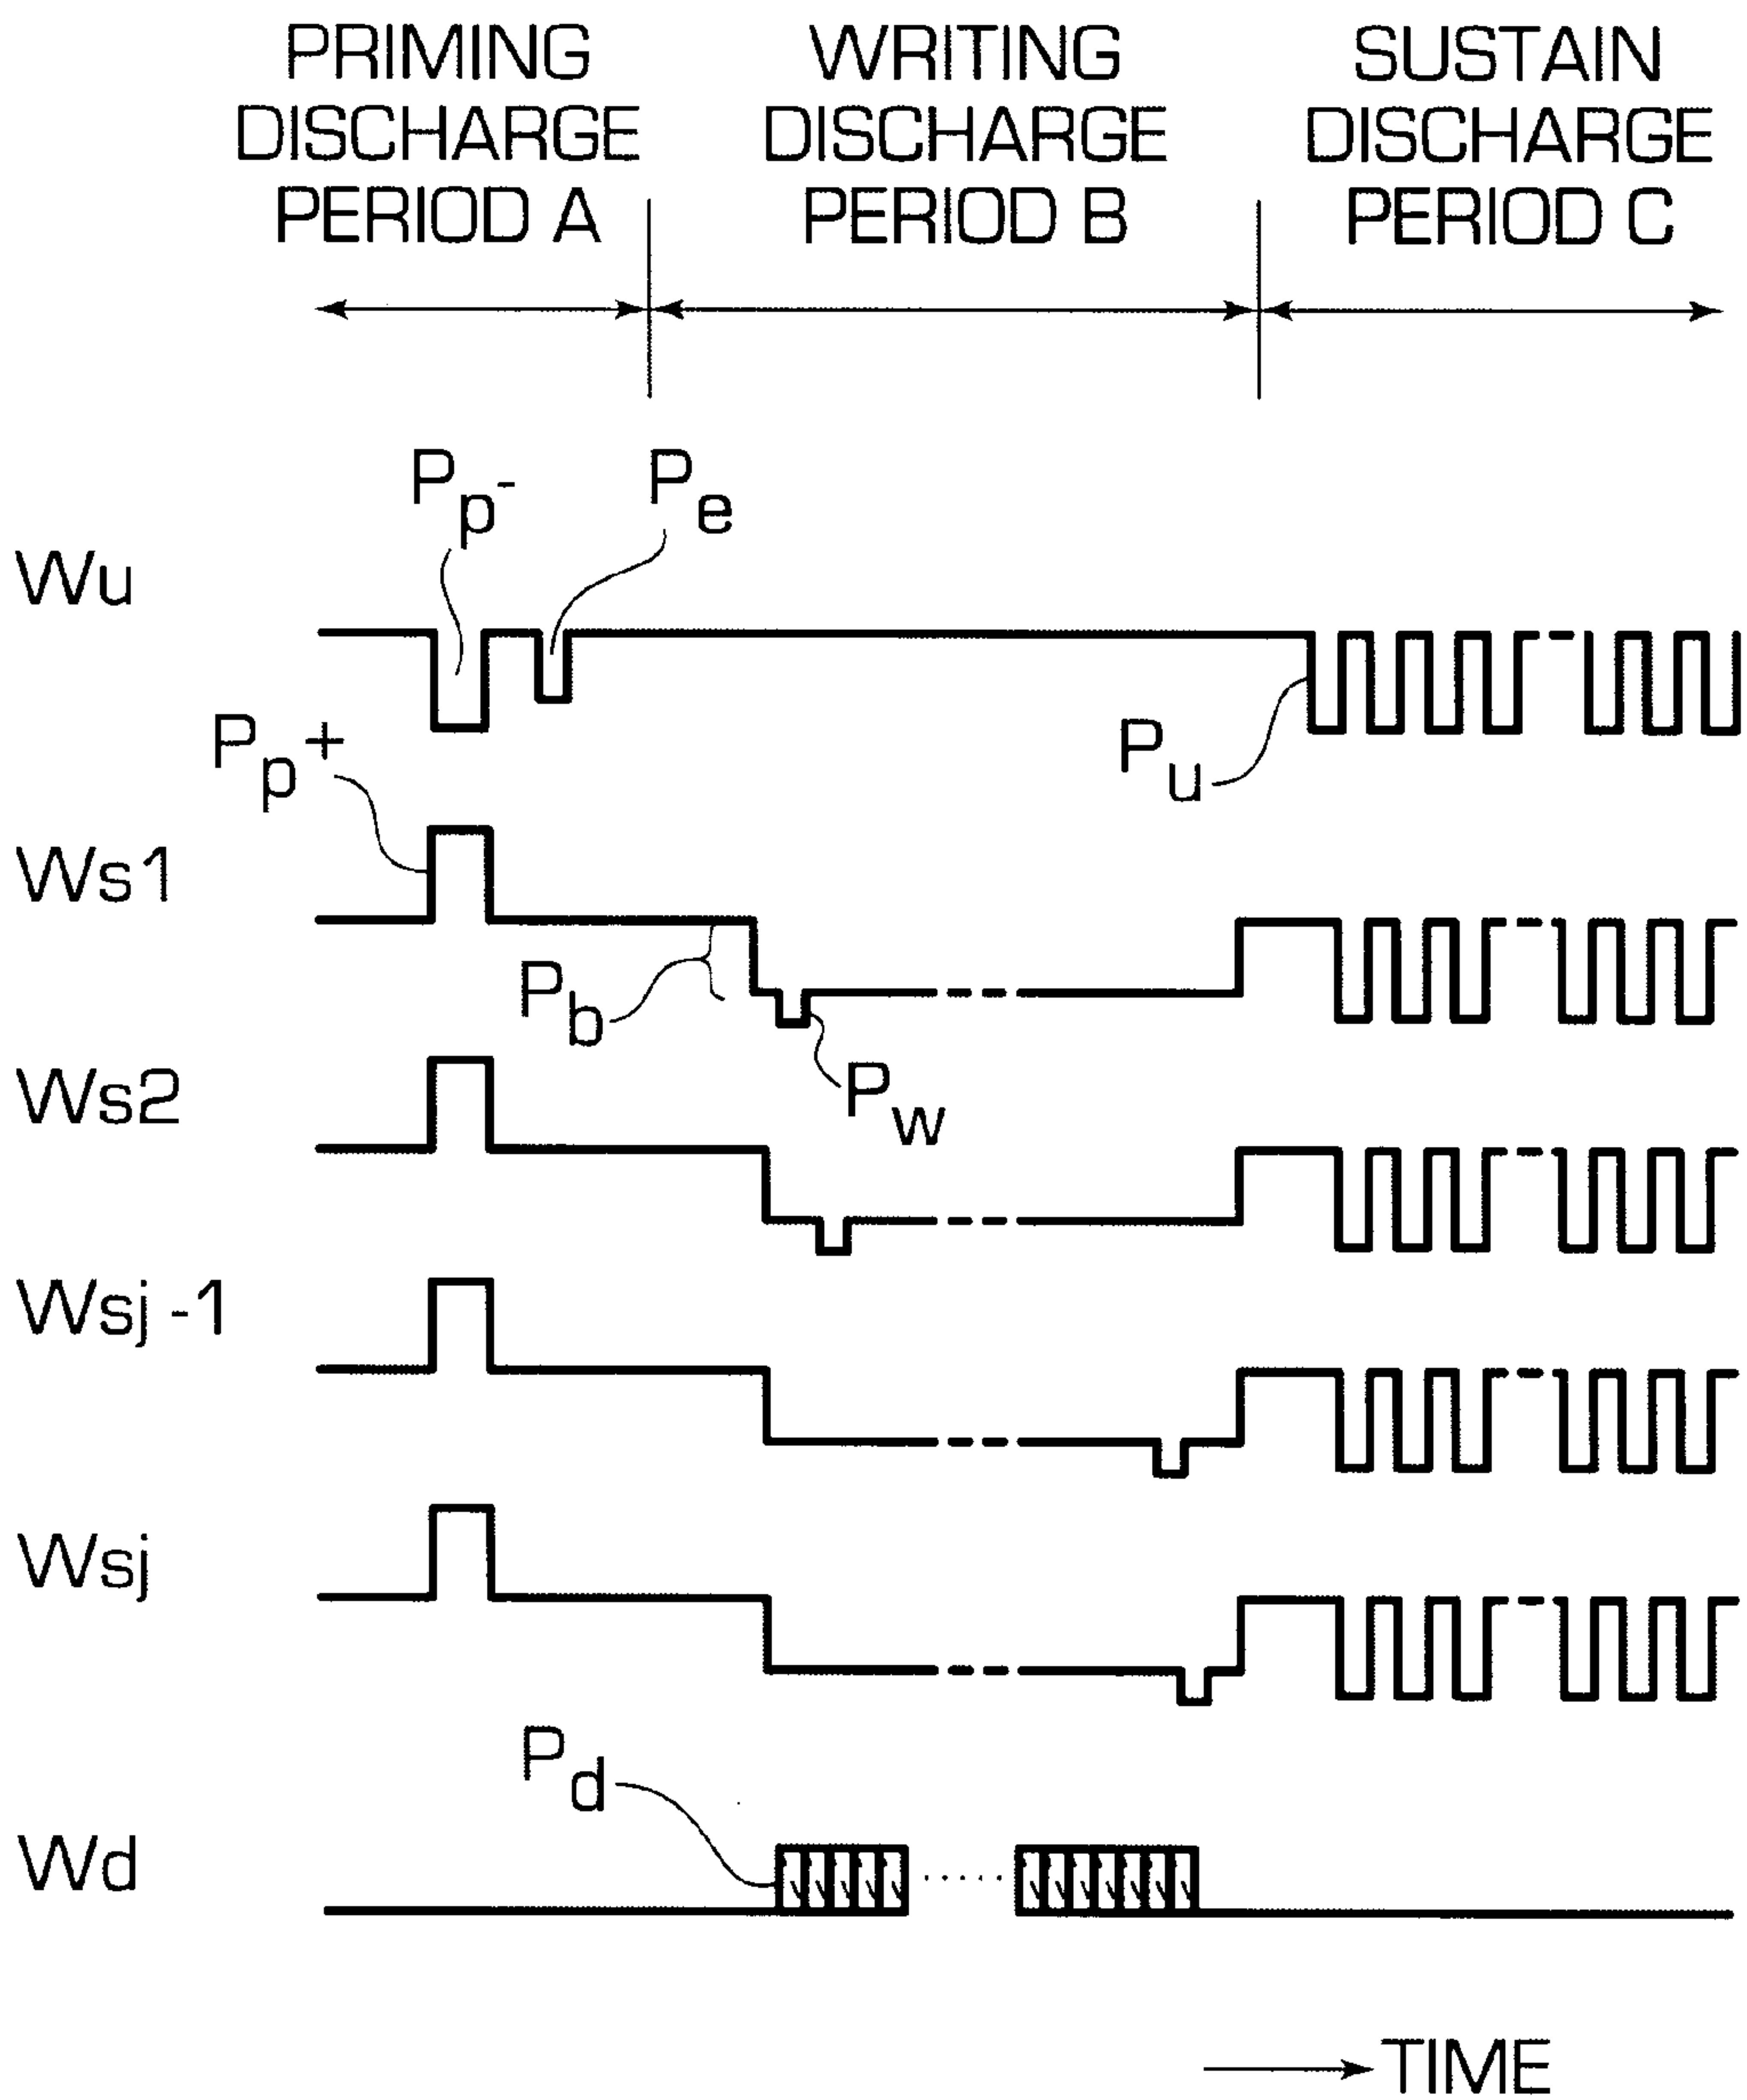 PRIMING
DISCHARGE
PERIOD A
WRITING
DISCHARGE
PERIOD B
SUSTAIN
DISCHARGE
PERIOD C
Pp-
Pe
Wu
Pp+
Pu
Ws1
Pb
Pw
Ws2
Wsj-1
Wsj
Pd
Wd
TIME